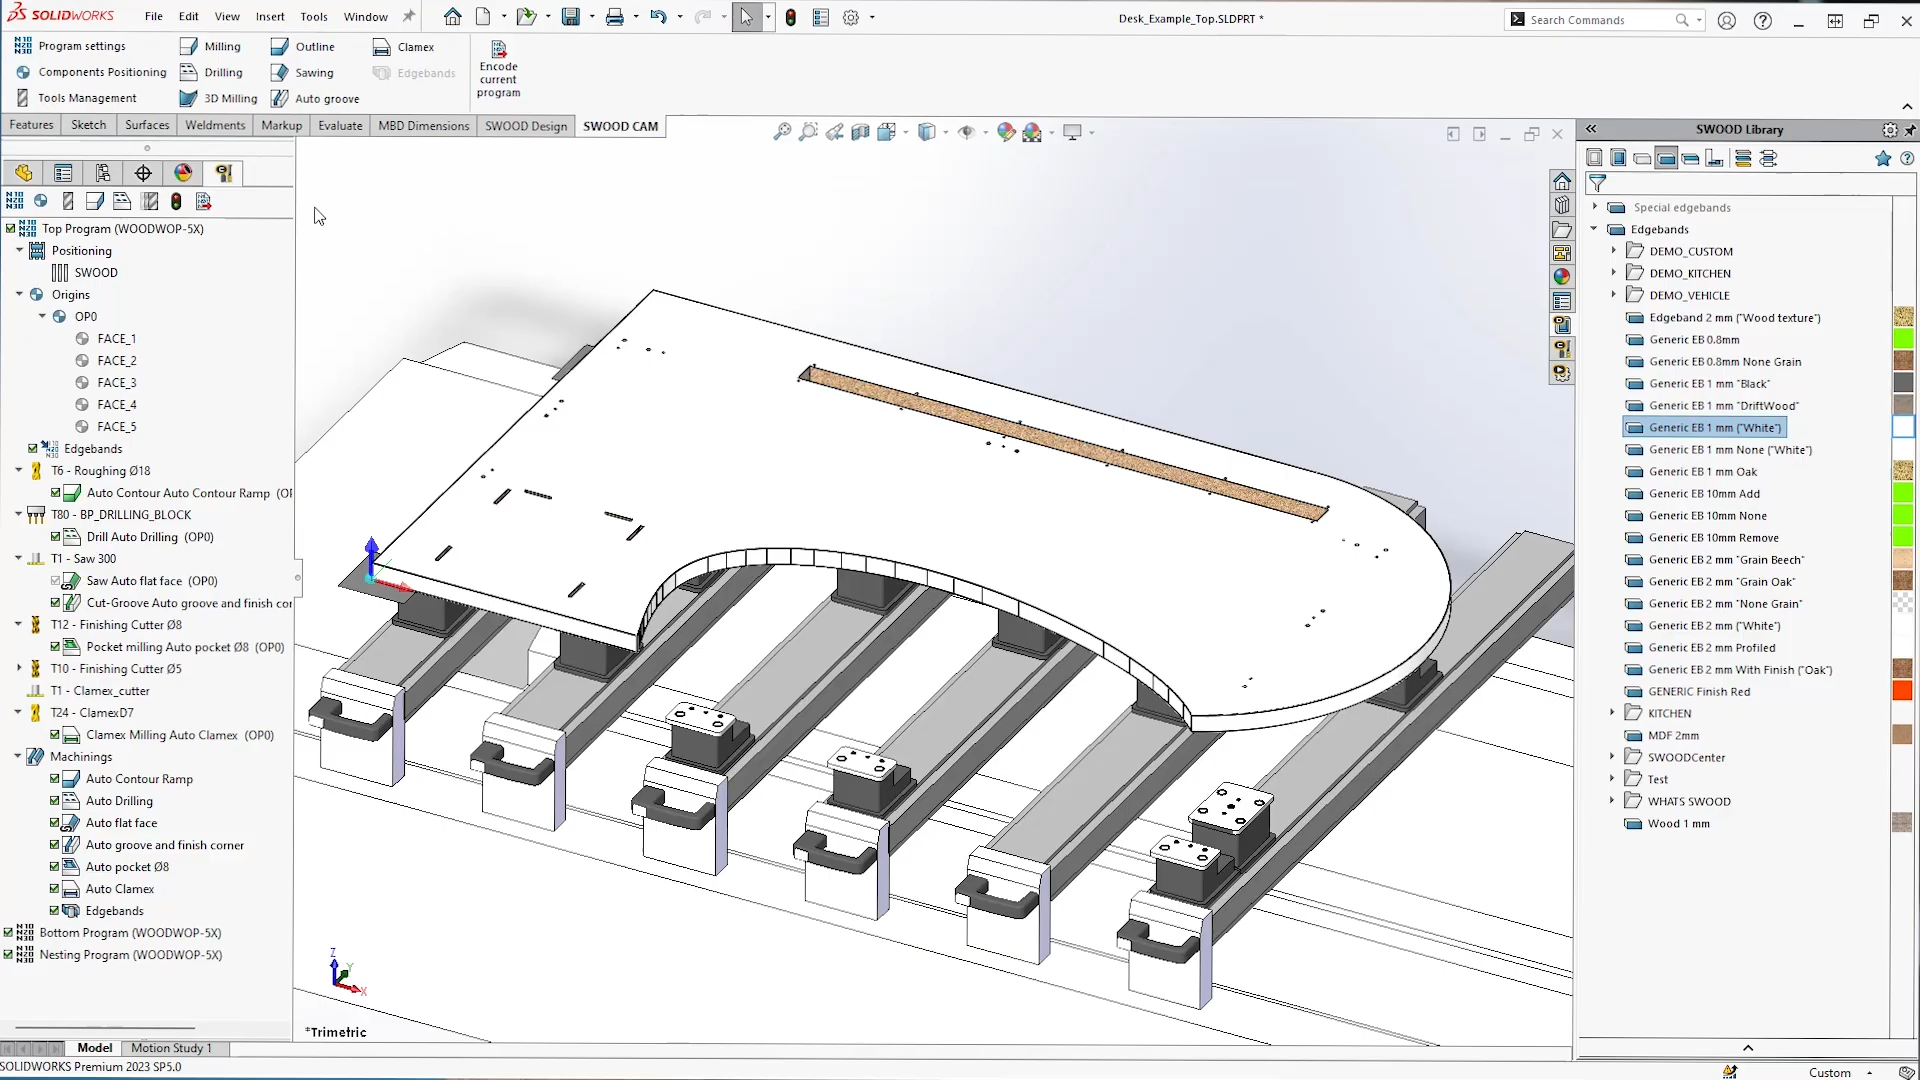 SOLIDWORKS
File Edit View Insert Tools Window
Desk_Example_Top.SLDPRT *
Search Commands
Program settings
Components Positioning
Tools Management
Milling
Drilling
3D Milling
Outline
Sawing
Auto groove
Clamex
Edgebands
Encode
current
program
Features Sketch Surfaces Weldments Markup Evaluate MBD Dimensions SWOOD Design SWOOD CAM
Top Program (WOODWOP-5X)
Positioning
SWOOD
Origins
OP0
FACE_1
FACE_2
FACE_3
FACE_4
FACE_5
Edgebands
T6 - Roughing Ø18
Auto Contour Auto Contour Ramp (OP
T80 - BP_DRILLING_BLOCK
Drill Auto Drilling (OP0)
T1 - Saw 300
Saw Auto flat face (OP0)
Cut-Groove Auto groove and finish cor
T12 - Finishing Cutter Ø8
Pocket milling Auto pocket Ø8 (OP0)
T10 - Finishing Cutter Ø5
T1 - Clamex_cutter
T24 - ClamexD7
Clamex Milling Auto Clamex (OP0)
Machinings
Auto Contour Ramp
Auto Drilling
Auto flat face
Auto groove and finish corner
Auto pocket Ø8
Auto Clamex
Edgebands
Bottom Program (WOODWOP-5X)
Nesting Program (WOODWOP-5X)
Z
Y
X
*Trimetric
SWOOD Library
Special edgebands
Edgebands
DEMO_CUSTOM
DEMO_KITCHEN
DEMO_VEHICLE
Edgeband 2 mm ("Wood texture")
Generic EB 0.8mm
Generic EB 0.8mm None Grain
Generic EB 1 mm "Black"
Generic EB 1 mm "DriftWood"
Generic EB 1 mm ("White")
Generic EB 1 mm None ("White")
Generic EB 1 mm Oak
Generic EB 10mm Add
Generic EB 10mm None
Generic EB 10mm Remove
Generic EB 2 mm "Grain Beech"
Generic EB 2 mm "Grain Oak"
Generic EB 2 mm "None Grain"
Generic EB 2 mm ("White")
Generic EB 2 mm Profiled
Generic EB 2 mm With Finish ("Oak")
GENERIC Finish Red
KITCHEN
MDF 2mm
SWOODCenter
Test
WHATS SWOOD
Wood 1 mm
Model Motion Study 1
SOLIDWORKS Premium 2023 SP5.0
Custom